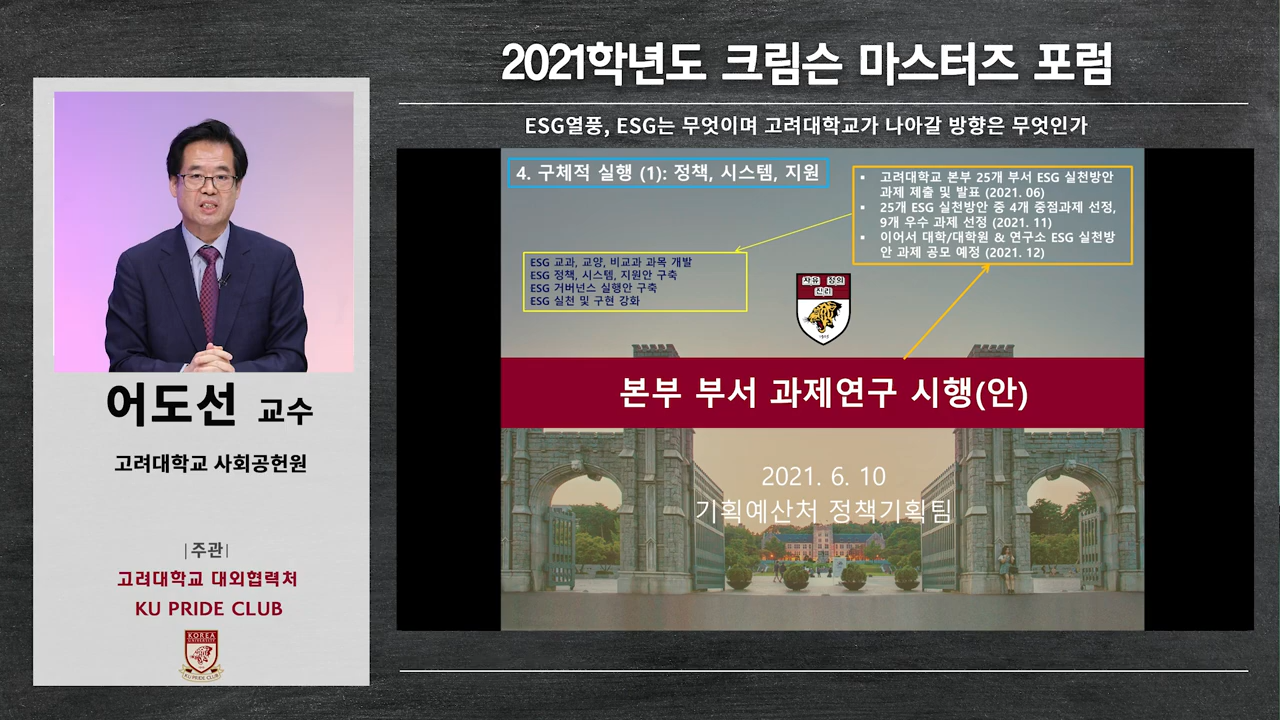 2021학년도 크림슨 마스터즈 포럼
ESG열풍, ESG는 무엇이며 고려대학교가 나아갈 방향은 무엇인가
어도선 교수
고려대학교 사회공헌원
|주관|
고려대학교 대외협력처
KU PRIDE CLUB
KOREA
UNIVERSITY
KU PRIDE CLUB
4. 구체적 실행 (1): 정책, 시스템, 지원
▪ 고려대학교 본부 25개 부서 ESG 실천방안
과제 제출 및 발표 (2021. 06)
▪ 25개 ESG 실천방안 중 4개 중점과제 선정,
9개 우수 과제 선정 (2021. 11)
▪ 이어서 대학/대학원 & 연구소 ESG 실천방
안 과제 공모 예정 (2021. 12)
ESG 교과, 교양, 비교과 과목 개발
ESG 정책, 시스템, 지원안 구축
ESG 거버넌스 실행안 구축
ESG 실천 및 구현 강화
자유 정의
진리
본부 부서 과제연구 시행(안)
2021. 6. 10
기획예산처 정책기획팀